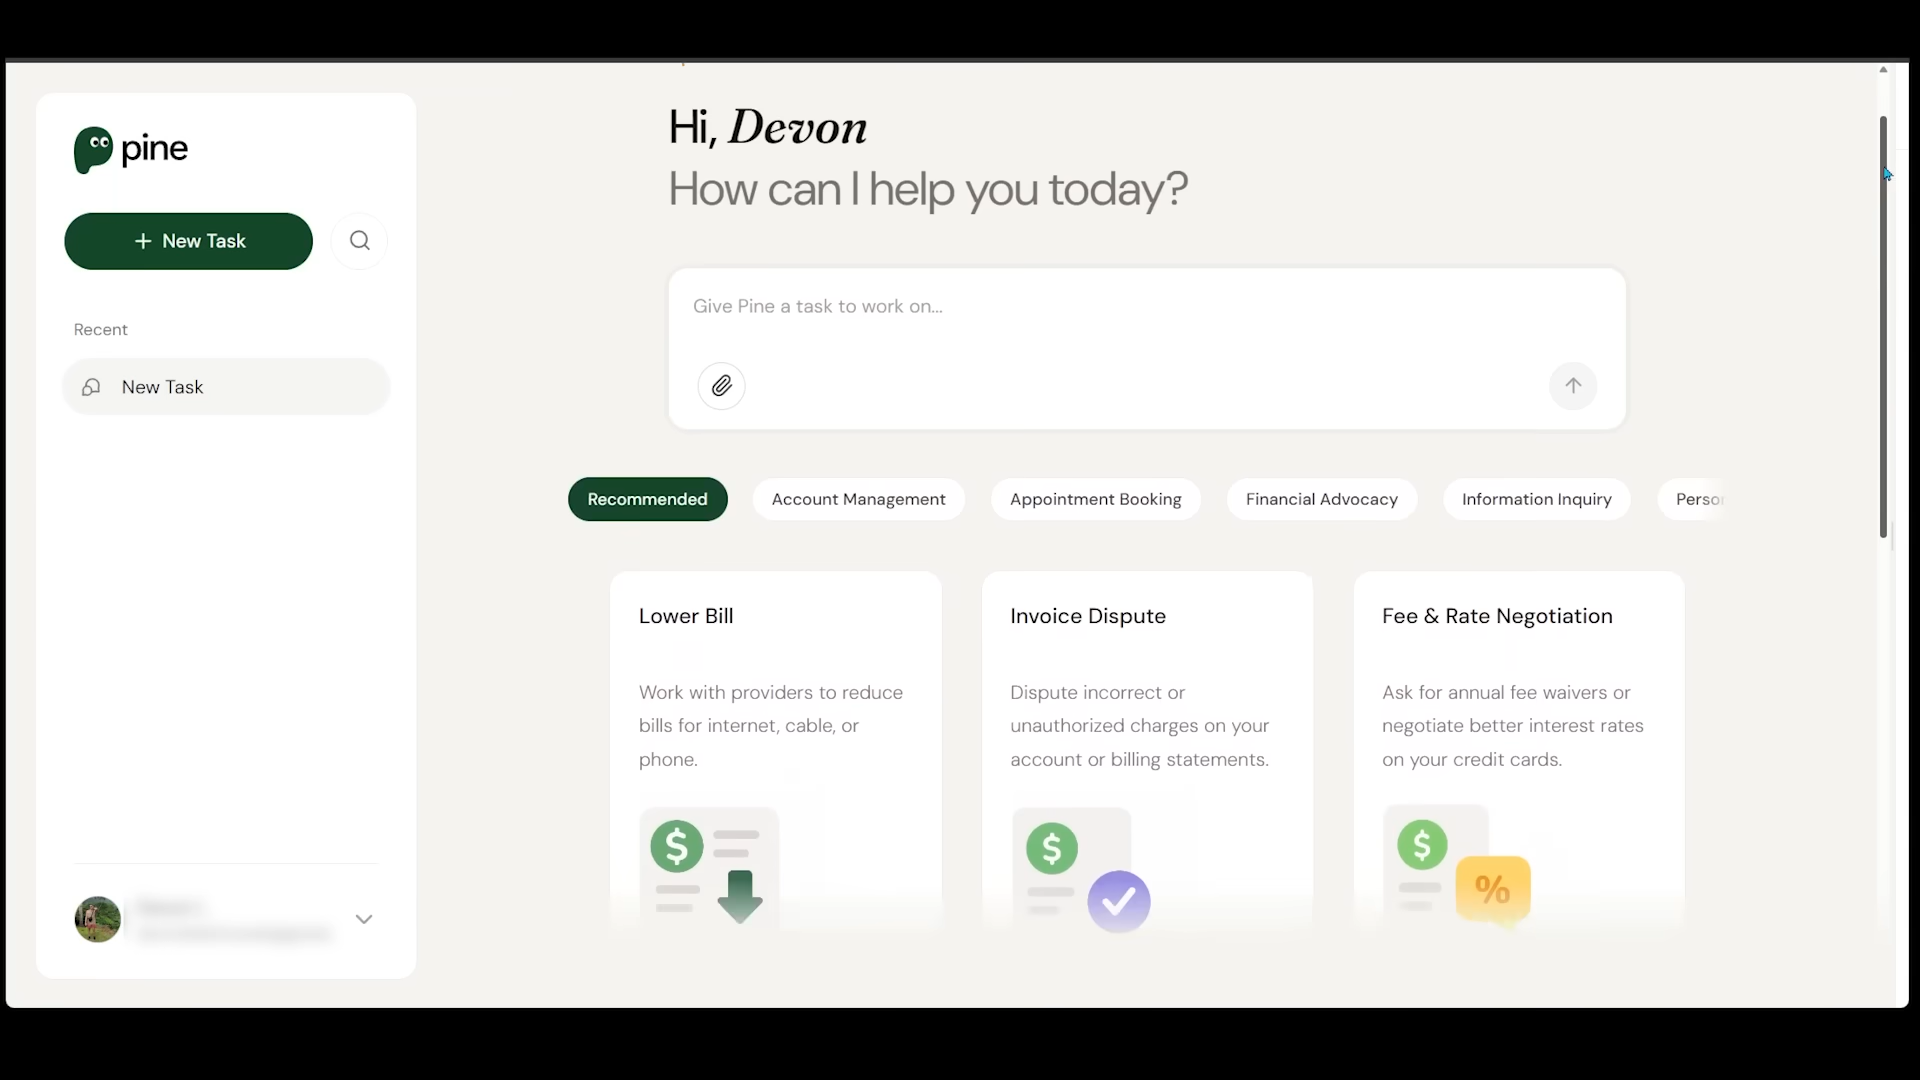 pine
+ New Task
Recent
New Task
Hi, Devon
How can I help you today?
Give Pine a task to work on...
Recommended
Account Management
Appointment Booking
Financial Advocacy
Information Inquiry
Lower Bill
Work with providers to reduce
bills for internet, cable, or
phone.
$
Invoice Dispute
Dispute incorrect or
unauthorized charges on your
account or billing statements.
$
Fee & Rate Negotiation
Ask for annual fee waivers or
negotiate better interest rates
on your credit cards.
$
%